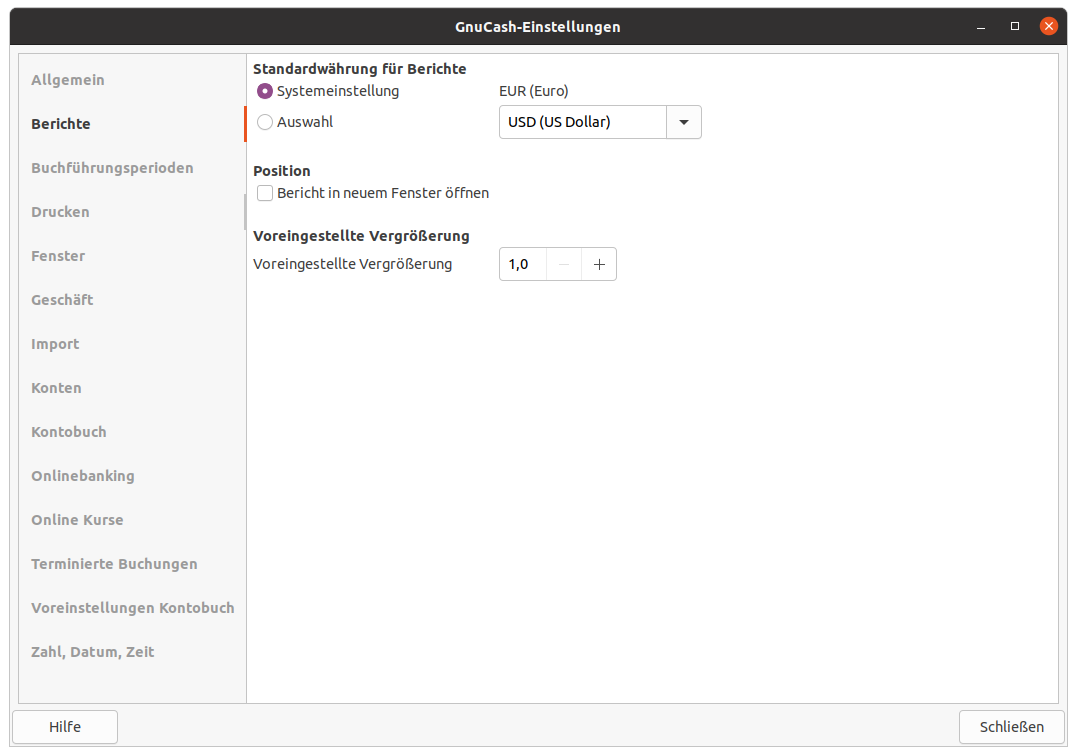 GnuCash-Einstellungen
Allgemein
Berichte
Buchführungsperioden
Drucken
Fenster
Geschäft
Import
Konten
Kontobuch
Onlinebanking
Online Kurse
Terminierte Buchungen
Voreinstellungen Kontobuch
Zahl, Datum, Zeit
Standardwährung für Berichte
Systemeinstellung EUR (Euro)
Auswahl USD (US Dollar)
Position
Bericht in neuem Fenster öffnen
Voreingestellte Vergrößerung
Voreingestellte Vergrößerung 1,0 − +
Hilfe Schließen